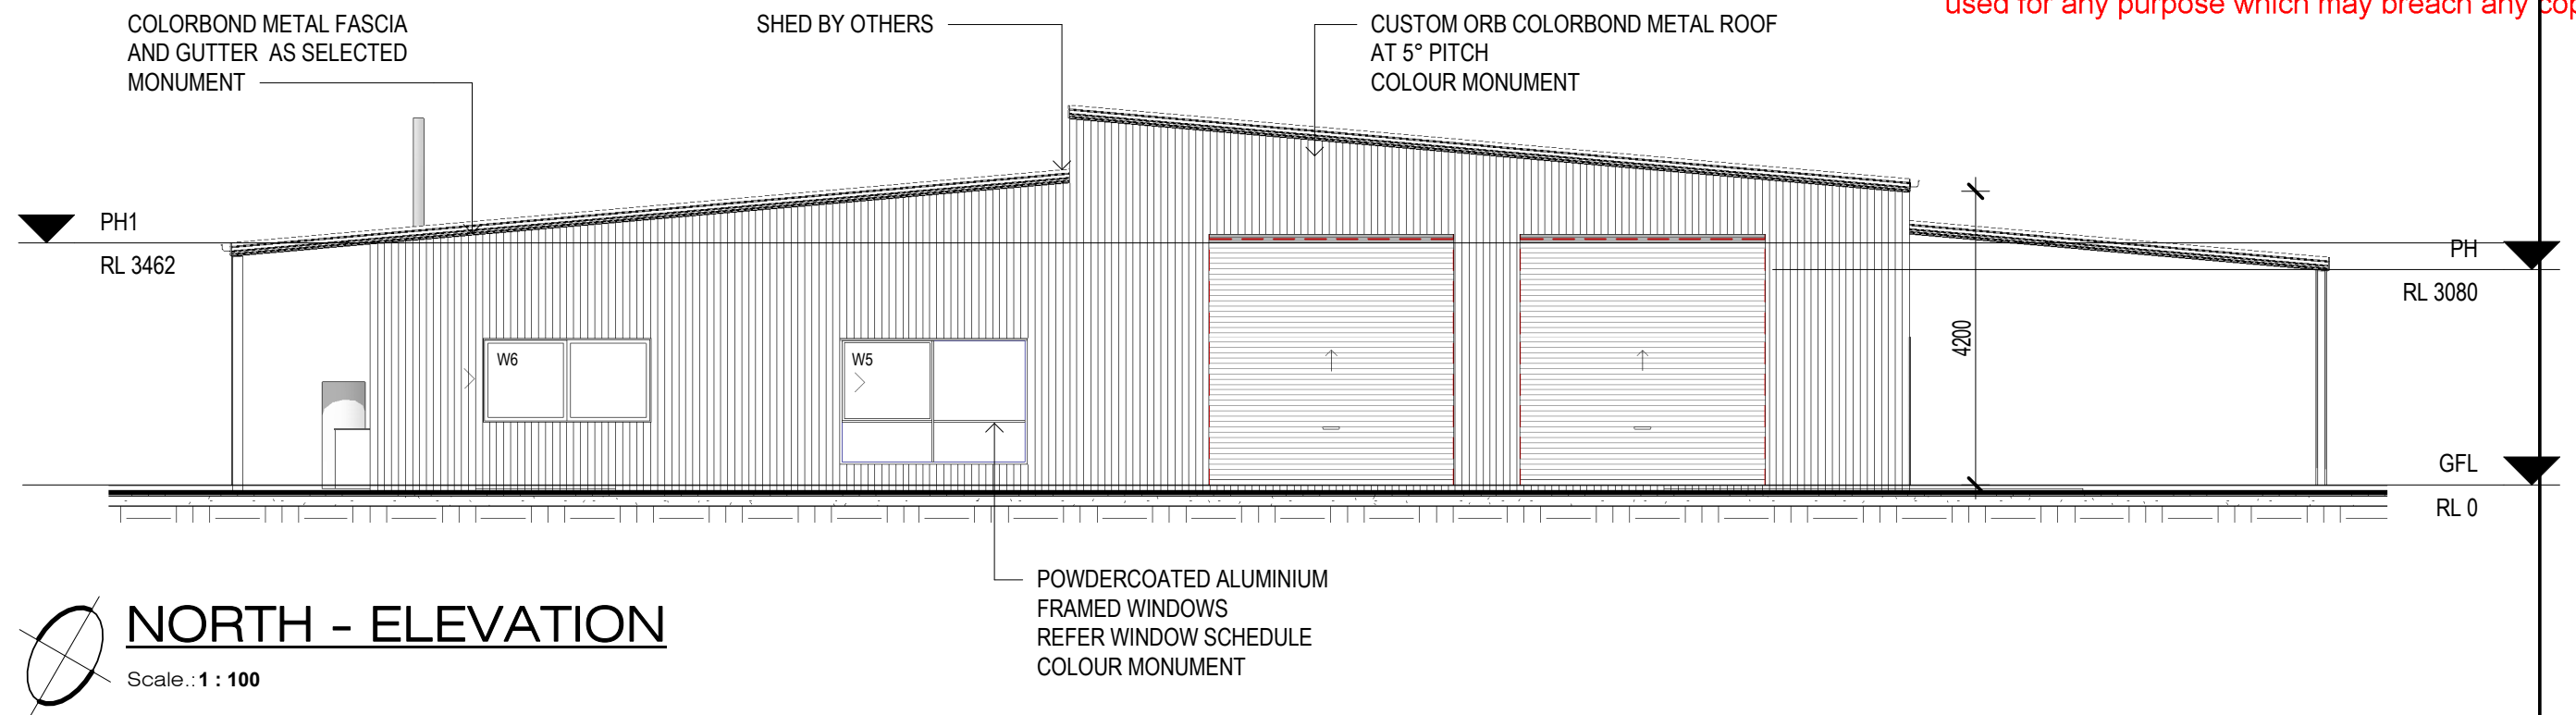 used for any purpose which may breach any cop
COLORBOND METAL FASCIA
AND GUTTER AS SELECTED
MONUMENT
SHED BY OTHERS
CUSTOM ORB COLORBOND METAL ROOF
AT 5° PITCH
COLOUR MONUMENT
PH1
RL 3462
PH
RL 3080
4200
W6
W5
GFL
RL 0
POWDERCOATED ALUMINIUM
FRAMED WINDOWS
REFER WINDOW SCHEDULE
COLOUR MONUMENT
NORTH - ELEVATION
Scale.:1 : 100